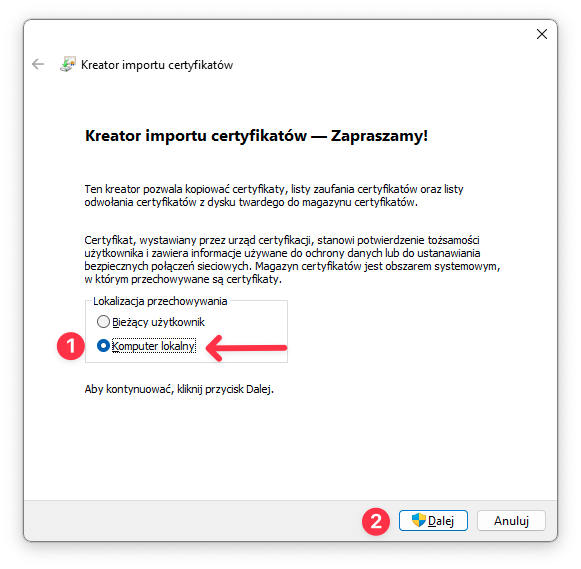 Kreator importu certyfikatów
Kreator importu certyfikatów — Zapraszamy!
Ten kreator pozwala kopiować certyfikaty, listy zaufania certyfikatów oraz listy
odwołania certyfikatów z dysku twardego do magazynu certyfikatów.
Certyfikat, wystawiany przez urząd certyfikacji, stanowi potwierdzenie tożsamości
użytkownika i zawiera informacje używane do ochrony danych lub do ustanawiania
bezpiecznych połączeń sieciowych. Magazyn certyfikatów jest obszarem systemowym,
w którym przechowywane są certyfikaty.
Lokalizacja przechowywania
Bieżący użytkownik
1 Komputer lokalny
Aby kontynuować, kliknij przycisk Dalej.
2 Dalej Anuluj